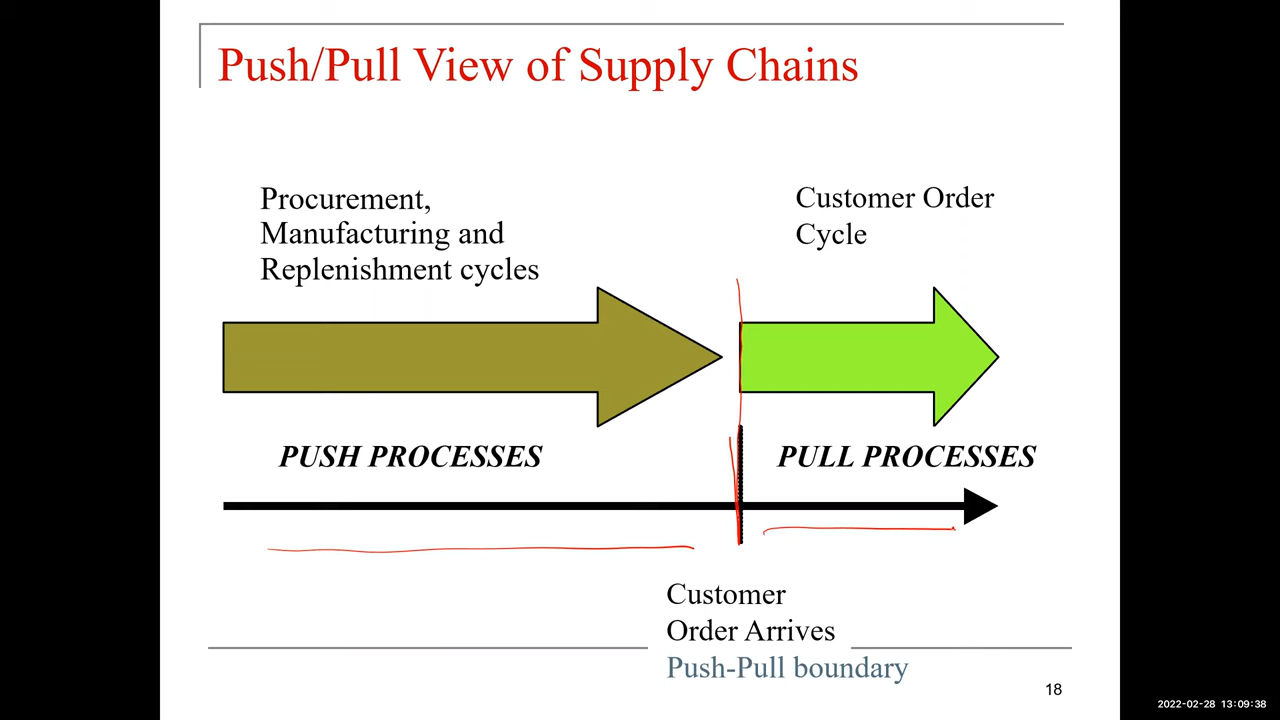 Push/Pull View of Supply Chains
Procurement,
Manufacturing and
Replenishment cycles
Customer Order
Cycle
PUSH PROCESSES
PULL PROCESSES
Customer
Order Arrives
Push-Pull boundary
18
2022-02-28 13:09:38